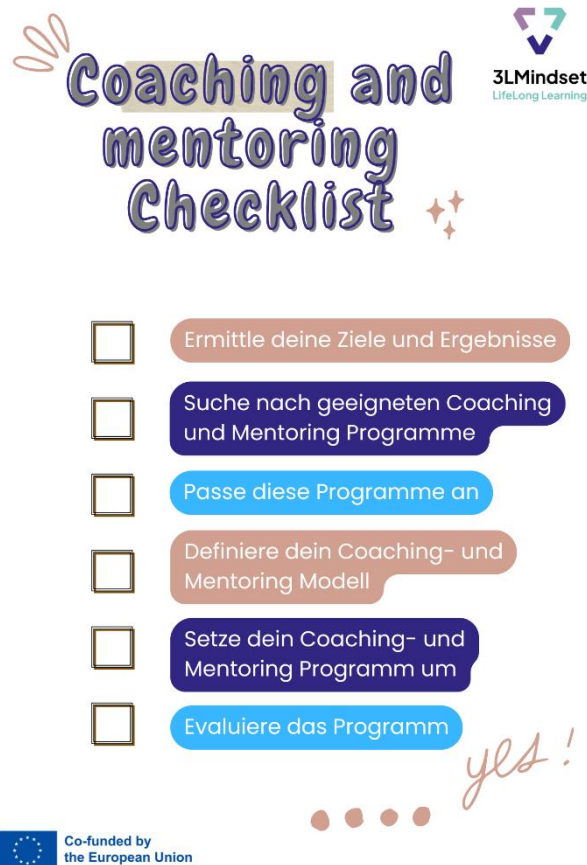 Coaching and
mentoring
Checklist
3LMindset
LifeLong Learning
Ermittle deine Ziele und Ergebnisse
Suche nach geeigneten Coaching
und Mentoring Programme
Passe diese Programme an
Definiere dein Coaching- und
Mentoring Modell
Setze dein Coaching- und
Mentoring Programm um
Evaluiere das Programm
yes!
Co-funded by
the European Union